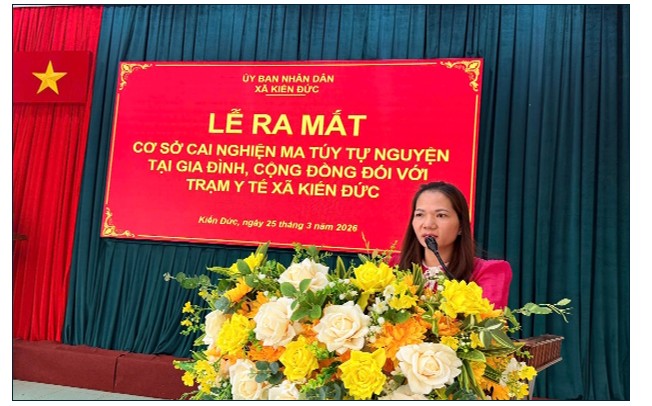 ỦY BAN NHÂN DÂN
XÃ KIẾN ĐỨC
LỄ RA MẮT
CƠ SỞ CAI NGHIỆN MA TÚY TỰ NGUYỆN
TẠI GIA ĐÌNH, CỘNG ĐỒNG ĐỐI VỚI
TRẠM Y TẾ XÃ KIẾN ĐỨC
Kiến Đức, ngày 25 tháng 3 năm 2026